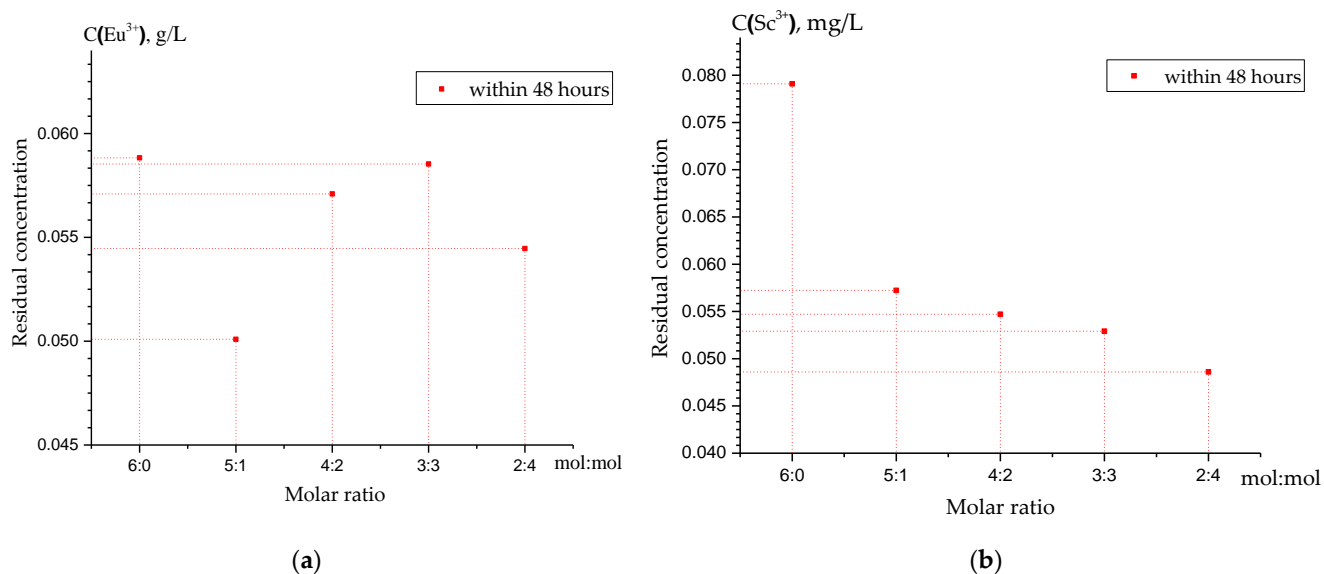 C(Eu³⁺), g/L
within 48 hours
Residual concentration
0.060
0.055
0.050
0.045
6:0 5:1 4:2 3:3 2:4 mol:mol
Molar ratio
(a)
C(Sc³⁺), mg/L
within 48 hours
Residual concentration
0.080
0.075
0.070
0.065
0.060
0.055
0.050
0.045
0.040
6:0 5:1 4:2 3:3 2:4 mol:mol
Molar ratio
(b)